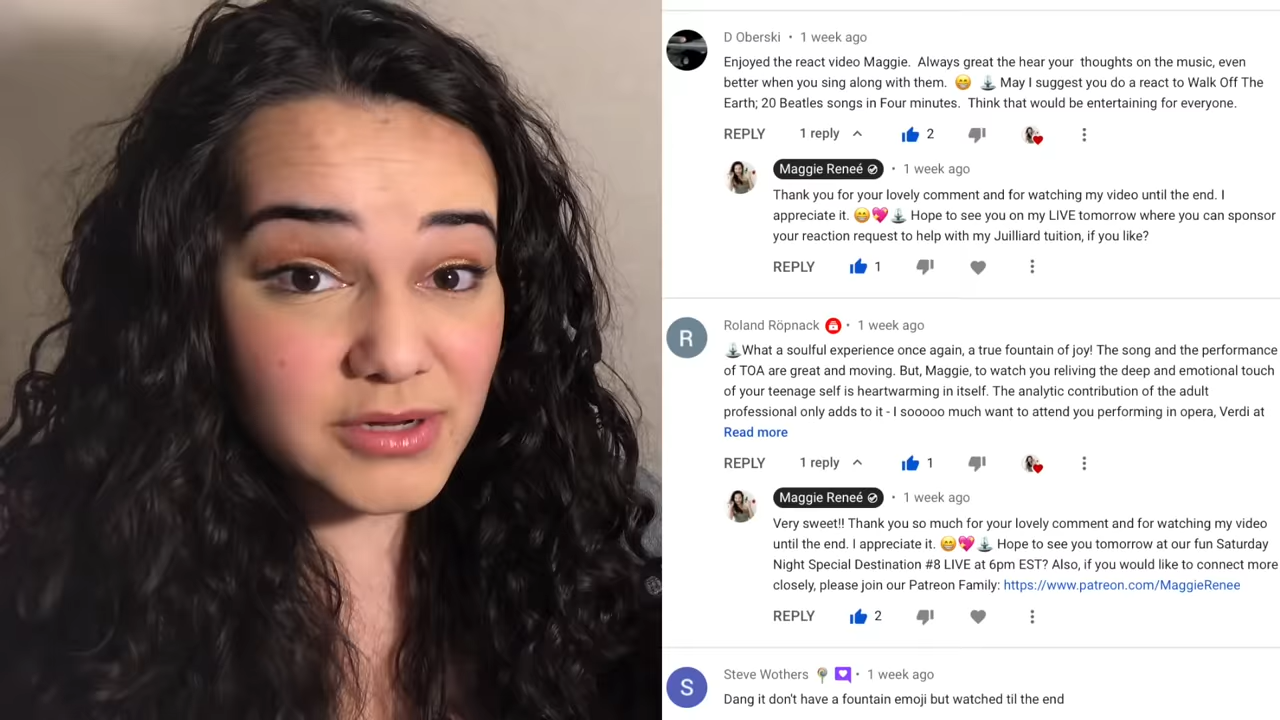 D Oberski • 1 week ago
Enjoyed the react video Maggie. Always great the hear your thoughts on the music, even
better when you sing along with them. 😁 ⛲ May I suggest you do a react to Walk Off The
Earth; 20 Beatles songs in Four minutes. Think that would be entertaining for everyone.
REPLY 1 reply 2
Maggie Reneé • 1 week ago
Thank you for your lovely comment and for watching my video until the end. I
appreciate it. 😁💖⛲ Hope to see you on my LIVE tomorrow where you can sponsor
your reaction request to help with my Juilliard tuition, if you like?
REPLY 1
R
Roland Röpnack • 1 week ago
⛲What a soulful experience once again, a true fountain of joy! The song and the performance
of TOA are great and moving. But, Maggie, to watch you reliving the deep and emotional touch
of your teenage self is heartwarming in itself. The analytic contribution of the adult
professional only adds to it - I sooooo much want to attend you performing in opera, Verdi at
Read more
REPLY 1 reply 1
Maggie Reneé • 1 week ago
Very sweet!! Thank you so much for your lovely comment and for watching my video
until the end. I appreciate it. 😁💖⛲ Hope to see you tomorrow at our fun Saturday
Night Special Destination #8 LIVE at 6pm EST? Also, if you would like to connect more
closely, please join our Patreon Family: https://www.patreon.com/MaggieRenee
REPLY 2
S
Steve Wothers • 1 week ago
Dang it don't have a fountain emoji but watched til the end